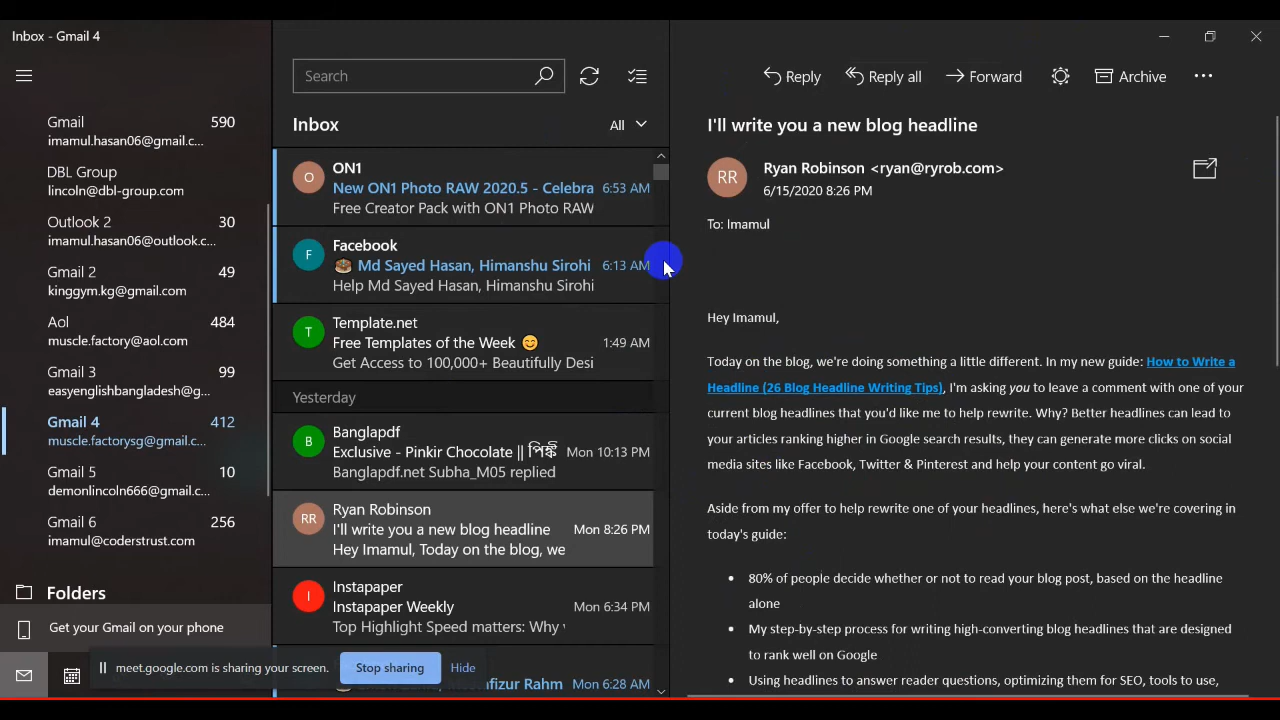 Inbox - Gmail 4
Gmail 590
imamul.hasan06@gmail.c...
DBL Group
lincoln@dbl-group.com
Outlook 2 30
imamul.hasan06@outlook.c...
Gmail 2 49
kinggym.kg@gmail.com
Aol 484
muscle.factory@aol.com
Gmail 3 99
easyenglishbangladesh@g...
Gmail 4 412
muscle.factorysg@gmail.c...
Gmail 5 10
demonlincoln666@gmail.c...
Gmail 6 256
imamul@coderstrust.com
Folders
Get your Gmail on your phone
meet.google.com is sharing your screen. Stop sharing Hide
Search
Inbox All
O ON1
New ON1 Photo RAW 2020.5 - Celebra 6:53 AM
Free Creator Pack with ON1 Photo RAW
F Facebook
Md Sayed Hasan, Himanshu Sirohi 6:13 AM
Help Md Sayed Hasan, Himanshu Sirohi
T Template.net
Free Templates of the Week 😊 1:49 AM
Get Access to 100,000+ Beautifully Desi
Yesterday
B Banglapdf
Exclusive - Pinkir Chocolate || পিঙ্কি Mon 10:13 PM
Banglapdf.net Subha_M05 replied
RR Ryan Robinson
I'll write you a new blog headline Mon 8:26 PM
Hey Imamul, Today on the blog, we
I Instapaper
Instapaper Weekly Mon 6:34 PM
Top Highlight Speed matters: Why
Rahm Mon 6:28 AM
Reply Reply all Forward Archive
I'll write you a new blog headline
RR Ryan Robinson <ryan@ryrob.com>
6/15/2020 8:26 PM
To: Imamul
Hey Imamul,
Today on the blog, we're doing something a little different. In my new guide: How to Write a
Headline (26 Blog Headline Writing Tips), I'm asking you to leave a comment with one of your
current blog headlines that you'd like me to help rewrite. Why? Better headlines can lead to
your articles ranking higher in Google search results, they can generate more clicks on social
media sites like Facebook, Twitter & Pinterest and help your content go viral.
Aside from my offer to help rewrite one of your headlines, here's what else we're covering in
today's guide:
• 80% of people decide whether or not to read your blog post, based on the headline
alone
• My step-by-step process for writing high-converting blog headlines that are designed
to rank well on Google
• Using headlines to answer reader questions, optimizing them for SEO, tools to use,